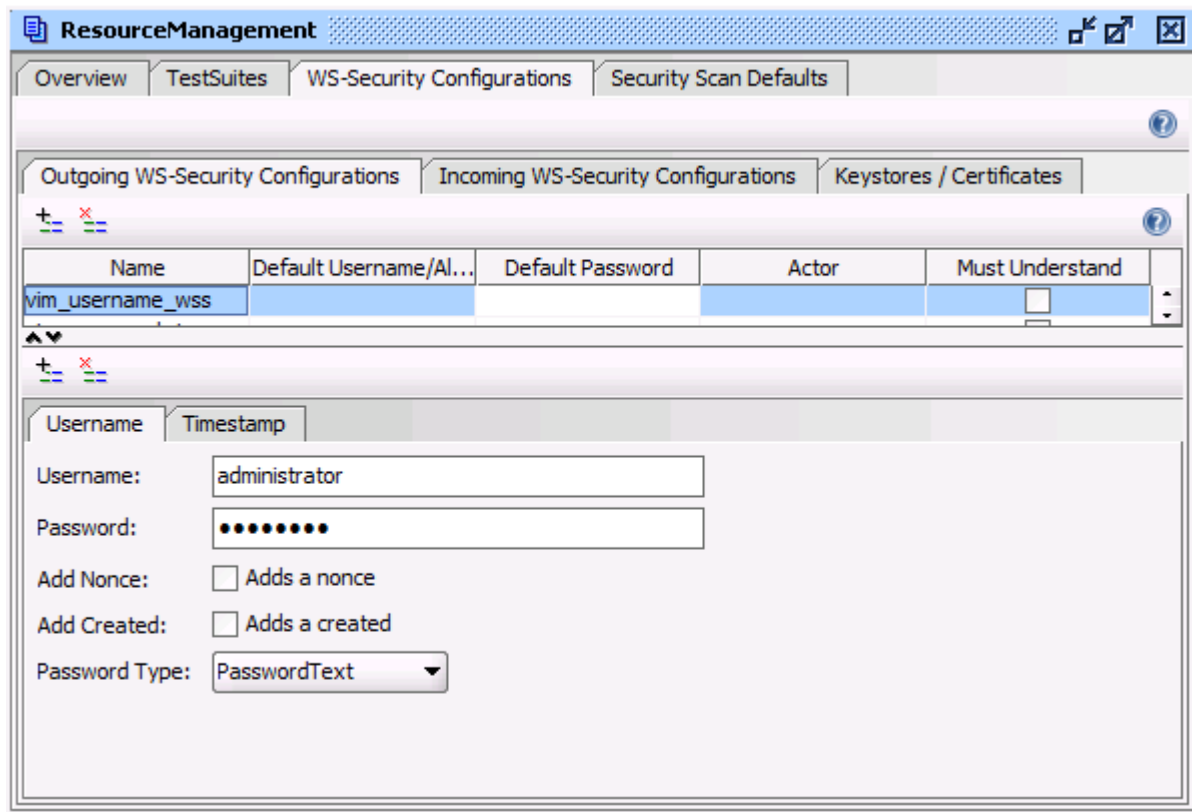 ResourceManagement
Overview TestSuites WS-Security Configurations Security Scan Defaults
Outgoing WS-Security Configurations Incoming WS-Security Configurations Keystores / Certificates
Name Default Username/Al... Default Password Actor Must Understand
vim_username_wss
Username Timestamp
Username: administrator
Password: ••••••••
Add Nonce: Adds a nonce
Add Created: Adds a created
Password Type: PasswordText